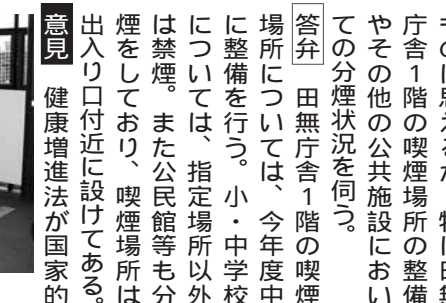 庁舎1階の喫煙場所の整備
やその他の公共施設におい
ての分煙状況を伺う。
答弁 田無庁舎1階の喫煙
場所については、今年度中
に整備を行う。小・中学校
については、指定場所以外
は禁煙。また公民館等も分
煙をしており、喫煙場所は
出入り口付近に設けてある。
意見 健康増進法が国家的